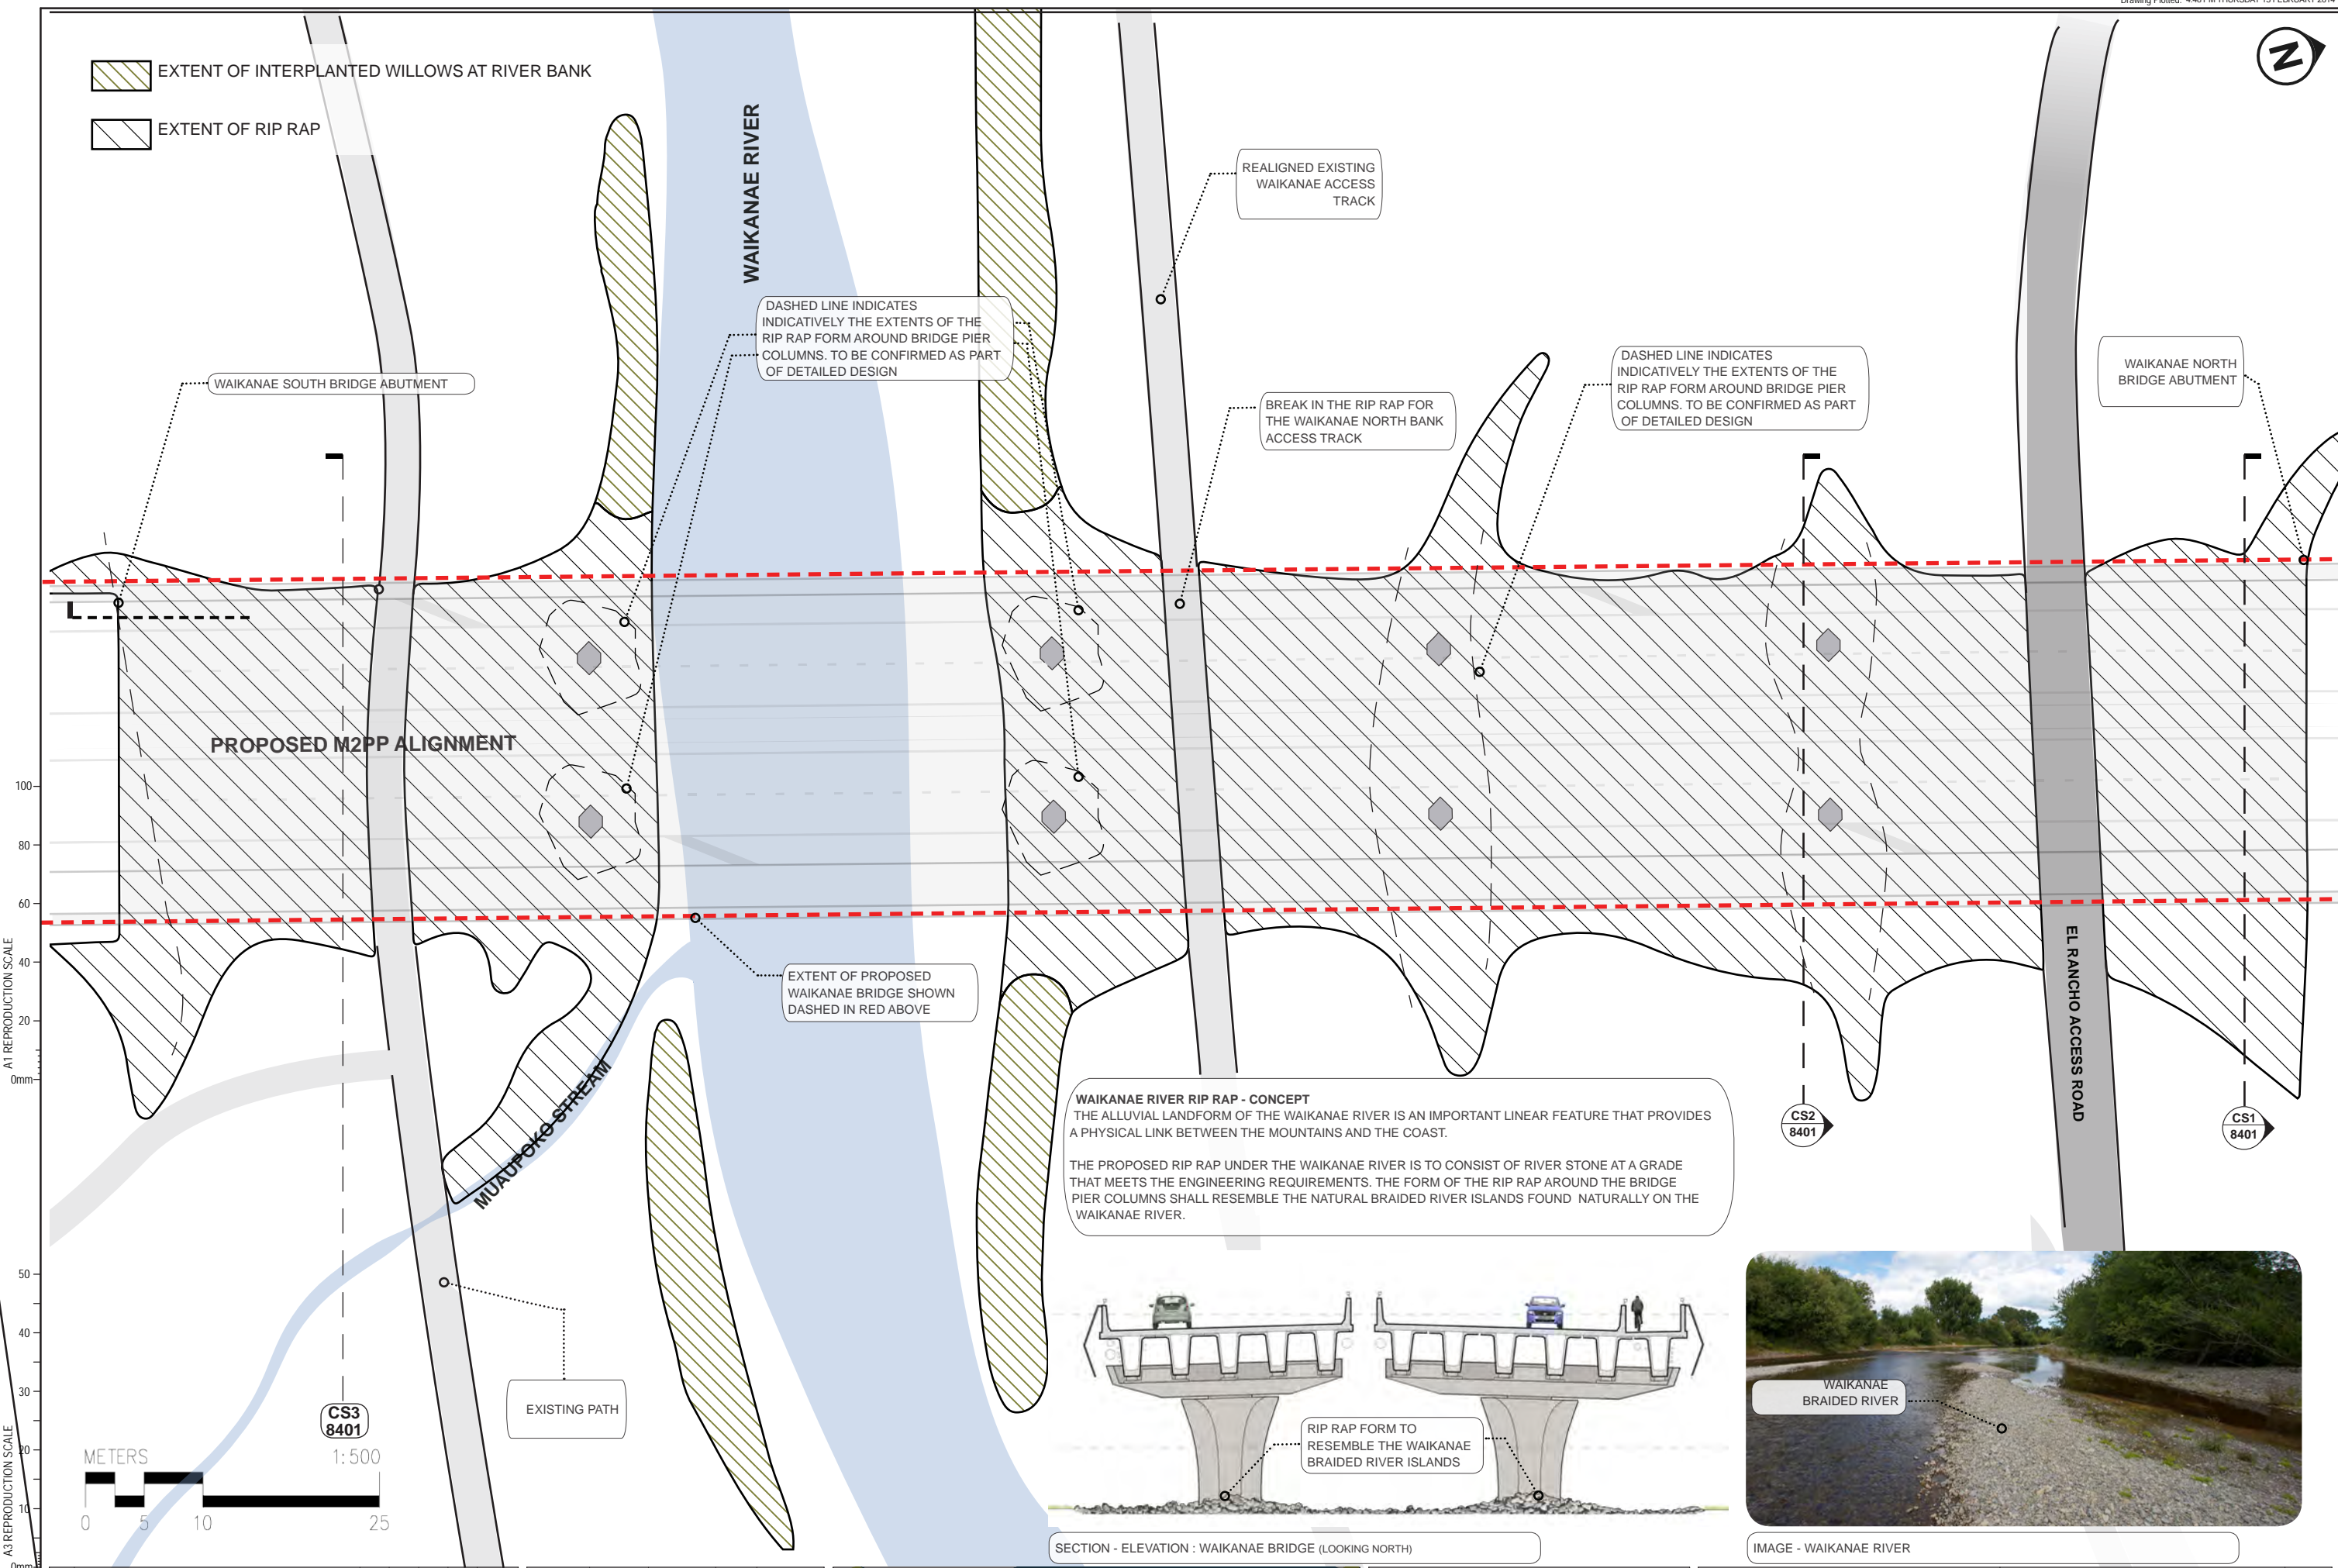 EXTENT OF INTERPLANTED WILLOWS AT RIVER BANK
EXTENT OF RIP RAP
WAIKANAE RIVER
N
REALIGNED EXISTING
WAIKANAE ACCESS
TRACK
DASHED LINE INDICATES
INDICATIVELY THE EXTENTS OF THE
RIP RAP FORM AROUND BRIDGE PIER
COLUMNS. TO BE CONFIRMED AS PART
OF DETAILED DESIGN
WAIKANAE SOUTH BRIDGE ABUTMENT
BREAK IN THE RIP RAP FOR
THE WAIKANAE NORTH BANK
ACCESS TRACK
DASHED LINE INDICATES
INDICATIVELY THE EXTENTS OF THE
RIP RAP FORM AROUND BRIDGE PIER
COLUMNS. TO BE CONFIRMED AS PART
OF DETAILED DESIGN
WAIKANAE NORTH
BRIDGE ABUTMENT
PROPOSED M2PP ALIGNMENT
EXTENT OF PROPOSED
WAIKANAE BRIDGE SHOWN
DASHED IN RED ABOVE
EL RANCHO ACCESS ROAD
MUAUPOKO STREAM
WAIKANAE RIVER RIP RAP - CONCEPT
THE ALLUVIAL LANDFORM OF THE WAIKANAE RIVER IS AN IMPORTANT LINEAR FEATURE THAT PROVIDES
A PHYSICAL LINK BETWEEN THE MOUNTAINS AND THE COAST.
THE PROPOSED RIP RAP UNDER THE WAIKANAE RIVER IS TO CONSIST OF RIVER STONE AT A GRADE
THAT MEETS THE ENGINEERING REQUIREMENTS. THE FORM OF THE RIP RAP AROUND THE BRIDGE
PIER COLUMNS SHALL RESEMBLE THE NATURAL BRAIDED RIVER ISLANDS FOUND NATURALLY ON THE
WAIKANAE RIVER.
CS2
8401
CS1
8401
EXISTING PATH
CS3
8401
METERS 1:500
0 5 10 25
RIP RAP FORM TO
RESEMBLE THE WAIKANAE
BRAIDED RIVER ISLANDS
SECTION - ELEVATION : WAIKANAE BRIDGE (LOOKING NORTH)
WAIKANAE
BRAIDED RIVER
IMAGE - WAIKANAE RIVER
A1 REPRODUCTION SCALE
100
80
60
40
20
0mm
A3 REPRODUCTION SCALE
50
40
30
20
10
0mm